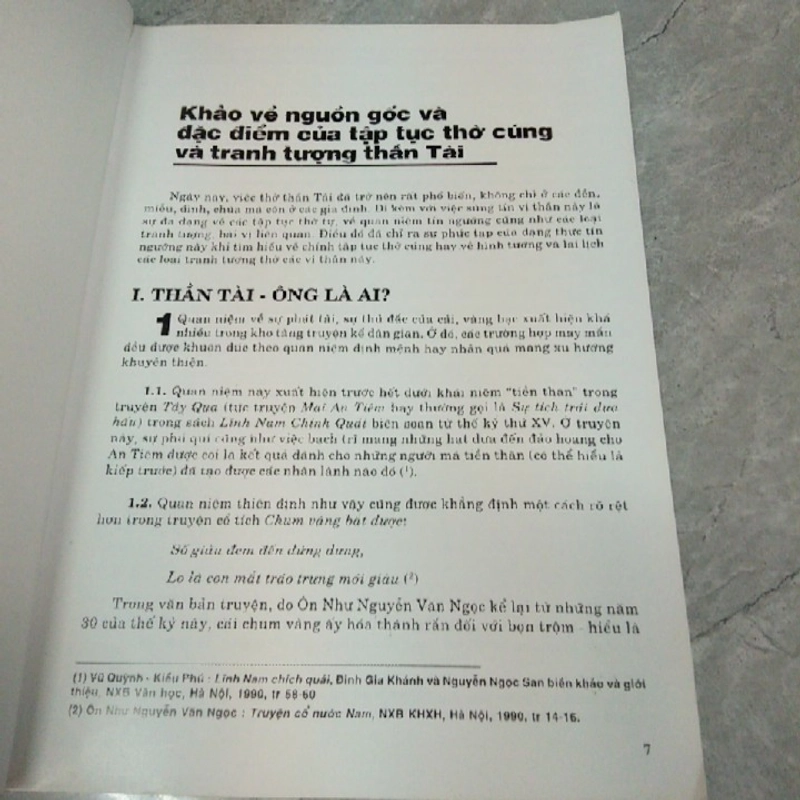 Khảo về nguồn gốc và
đặc điểm của tập tục thờ cúng
và tranh tượng thần Tài
Ngày nay, việc thờ thần Tài đã trở nên rất phổ biến, không chỉ ở các đền,
miếu, đình, chùa mà còn ở các gia đình. Đi kèm với việc sùng tín vị thần này là
sự đa dạng về các tập tục thờ tự, về quan niệm tín ngưỡng cũng như các loại
tranh tượng, bài vị liên quan. Điều đó đã chỉ ra sự phức tạp của dạng thức tín
ngưỡng này khi tìm hiểu về chính tập tục thờ cúng hay về hình tượng và lai lịch
các loại tranh tượng thờ các vị thần này.
I. THẦN TÀI - ÔNG LÀ AI?
1 Quan niệm về sự phát tài, sự thủ đắc của cải, vàng bạc xuất hiện khá
nhiều trong kho tàng truyện kể dân gian. Ở đó, các trường hợp may mắn
đều được khuôn đúc theo quan niệm định mệnh hay nhân quả mang xu hướng
khuyến thiện.
1.1. Quan niệm này xuất hiện trước hết dưới khái niệm "tiền thân" trong
truyện Tây Qua (tức truyện Mai An Tiêm hay thường gọi là Sự tích trái dưa
hấu) trong sách Lĩnh Nam Chích Quái biên soạn từ thế kỷ thứ XV. Ở truyện
này, sự phú quí cũng như việc bạch trĩ mang những hạt dưa đến đảo hoang cho
An Tiêm được coi là kết quả dành cho những người mà tiền thân (có thể hiểu là
kiếp trước) đã tạo được các nhân lành nào đó (¹).
1.2. Quan niệm thiên định như vậy cũng được khẳng định một cách rõ rệt
hơn trong truyện cổ tích Chum vàng bắt được:
Số giàu đem đến dửng dưng,
Lọ là con mắt tráo trưng mới giàu (²)
Trong văn bản truyện, do Ôn Như Nguyễn Văn Ngọc kể lại từ những năm
30 của thế kỷ này, cái chum vàng ấy hóa thành rắn đối với bọn trộm - hiểu là
(1) Vũ Quỳnh - Kiều Phú : Lĩnh Nam chích quái, Đinh Gia Khánh và Nguyễn Ngọc San biên khảo và giới
thiệu, NXB Văn học, Hà Nội, 1990, tr 58-60
(2) Ôn Như Nguyễn Văn Ngọc : Truyện cổ nước Nam, NXB KHXH, Hà Nội, 1990, tr 14-16.
7